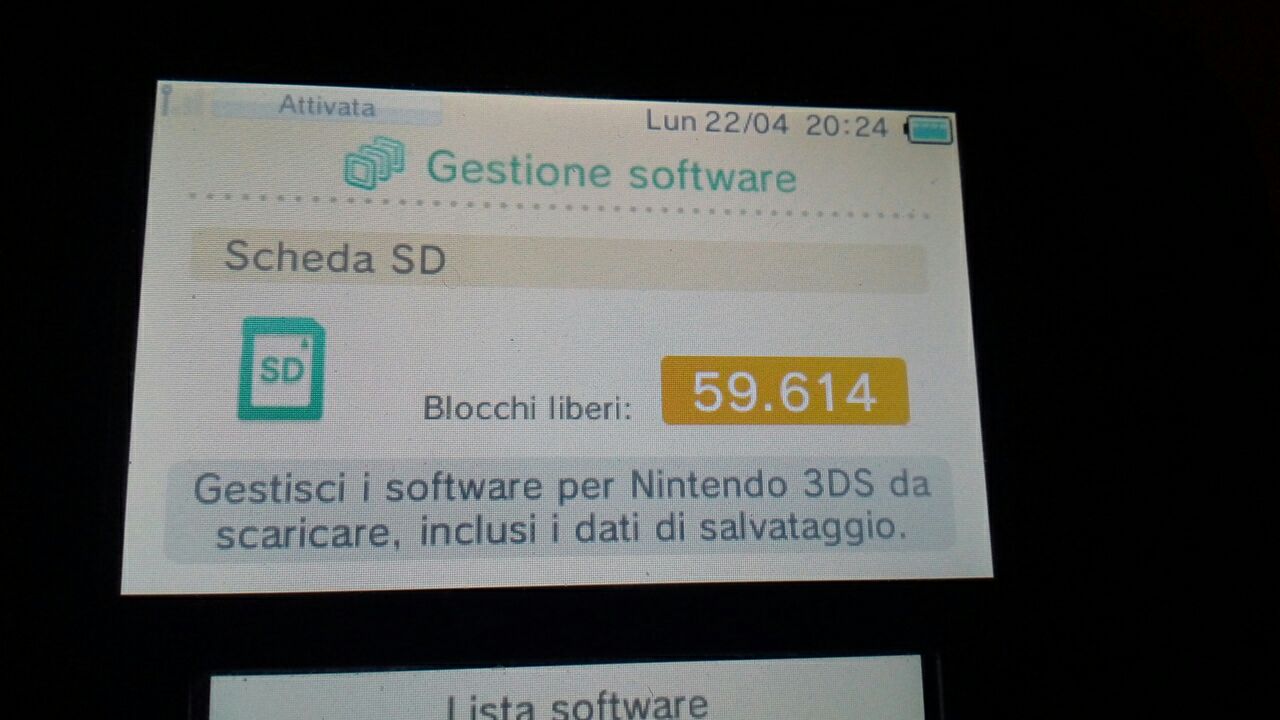 Attivata
Lun 22/04 20:24
Gestione software
Scheda SD
SD
Blocchi liberi: 59.614
Gestisci i software per Nintendo 3DS da
scaricare, inclusi i dati di salvataggio.
Lista software